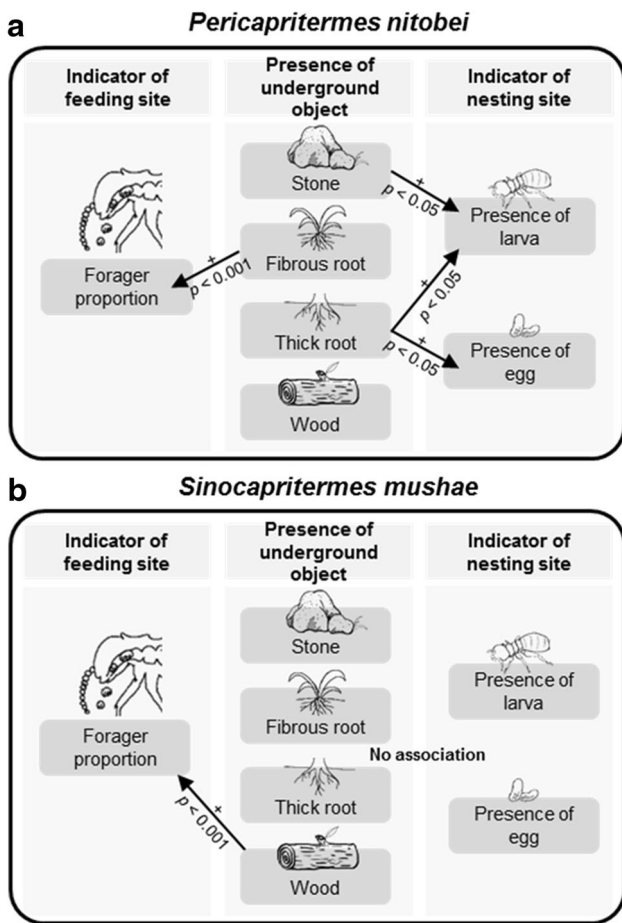 a
Pericapritermes nitobei
Indicator of
feeding site
Presence of
underground
object
Indicator of
nesting site
Stone
+
p < 0.05
Presence of
larva
Fibrous root
+
p < 0.001
Forager
proportion
Thick root
+
p < 0.05
+
p < 0.05
Presence of
egg
Wood
b
Sinocapritermes mushae
Indicator of
feeding site
Presence of
underground
object
Indicator of
nesting site
Stone
Presence of
larva
Fibrous root
Forager
proportion
No association
Thick root
Presence of
egg
+
p < 0.001
Wood